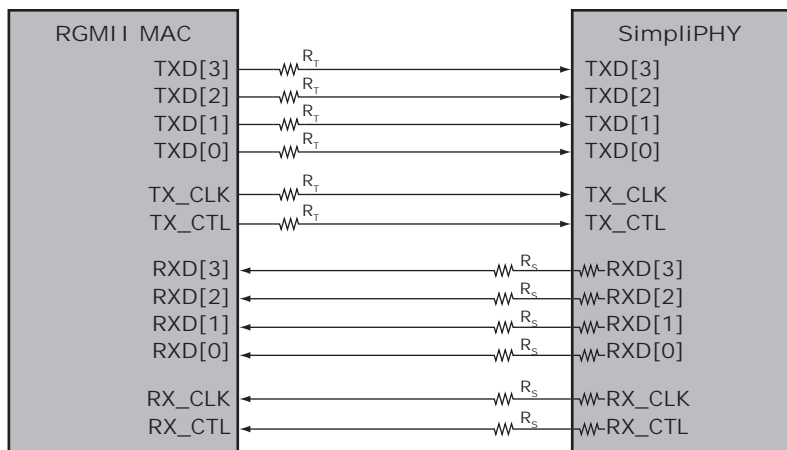 RGMII MAC SimpliPHY
TXD[3] R_T TXD[3]
TXD[2] R_T TXD[2]
TXD[1] R_T TXD[1]
TXD[0] R_T TXD[0]
TX_CLK R_T TX_CLK
TX_CTL R_T TX_CTL
RXD[3] R_S RXD[3]
RXD[2] R_S RXD[2]
RXD[1] R_S RXD[1]
RXD[0] R_S RXD[0]
RX_CLK R_S RX_CLK
RX_CTL R_S RX_CTL